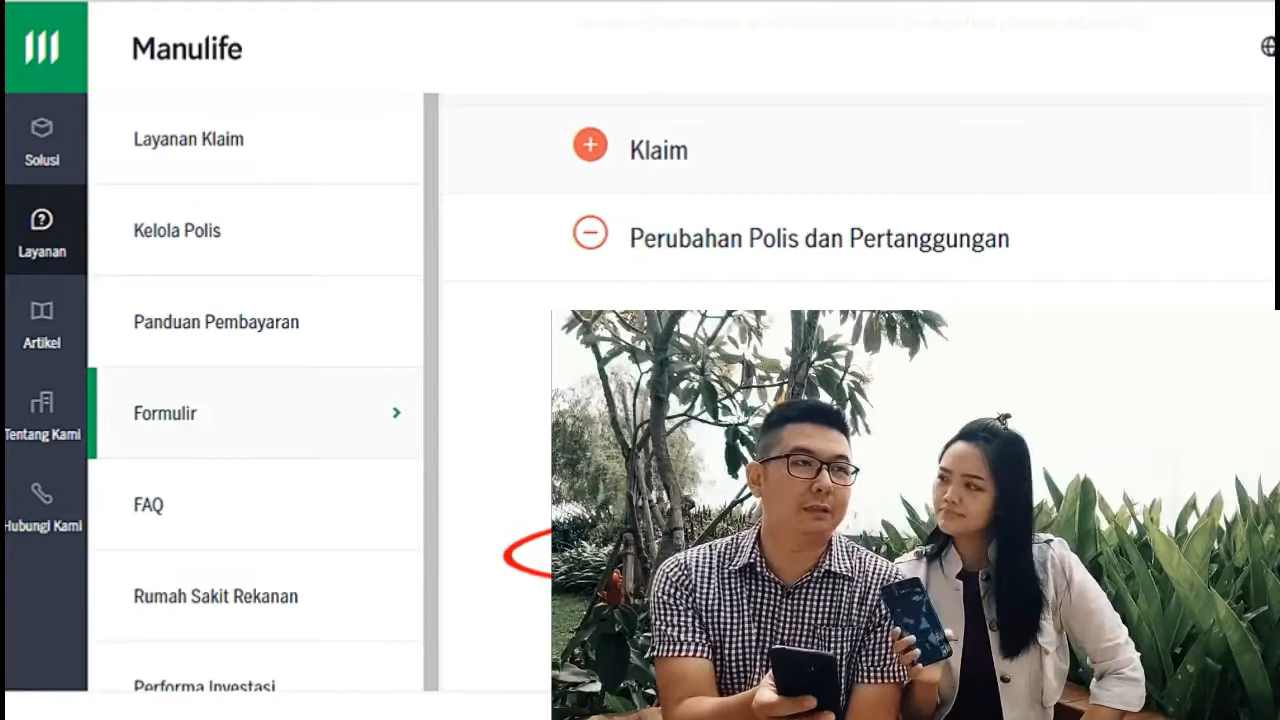 Manulife
Solusi
Layanan
Artikel
Tentang Kami
Hubungi Kami
Layanan Klaim
Kelola Polis
Panduan Pembayaran
Formulir
FAQ
Rumah Sakit Rekanan
Performa Investasi
Klaim
Perubahan Polis dan Pertanggungan